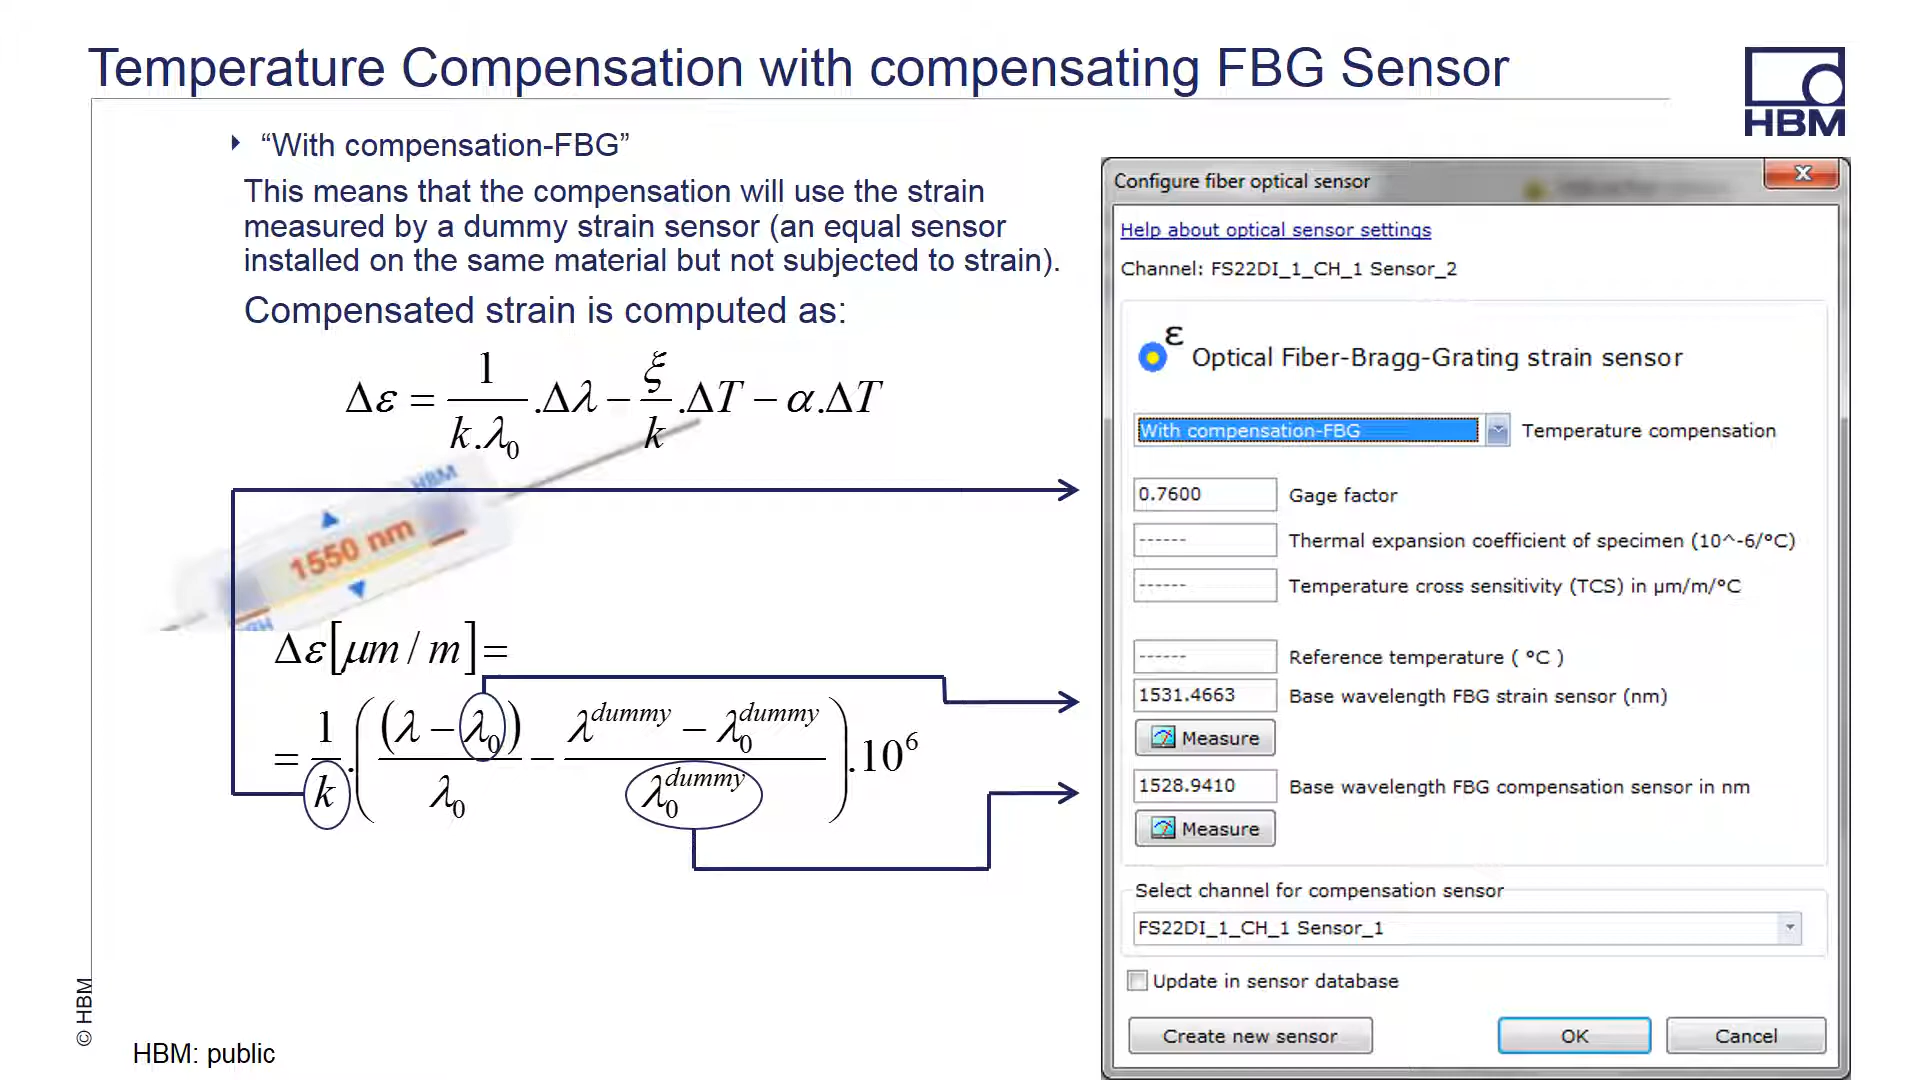 Temperature Compensation with compensating FBG Sensor
HBM
“With compensation-FBG”
This means that the compensation will use the strain
measured by a dummy strain sensor (an equal sensor
installed on the same material but not subjected to strain).
Compensated strain is computed as:
Δε = 1/(k.λ₀) .Δλ − ξ/k .ΔT − α.ΔT
HBM
1550 nm
Δε[μm/m]=
= 1/k .( (λ − λ₀)/λ₀ − (λ^dummy − λ₀^dummy)/λ₀^dummy ).10⁶
© HBM
HBM: public
Configure fiber optical sensor
Help about optical sensor settings
Channel: FS22DI_1_CH_1 Sensor_2
ε
Optical Fiber-Bragg-Grating strain sensor
With compensation-FBG Temperature compensation
0.7600 Gage factor
------ Thermal expansion coefficient of specimen (10^-6/°C)
------ Temperature cross sensitivity (TCS) in µm/m/°C
------ Reference temperature ( °C )
1531.4663 Base wavelength FBG strain sensor (nm)
Measure
1528.9410 Base wavelength FBG compensation sensor in nm
Measure
Select channel for compensation sensor
FS22DI_1_CH_1 Sensor_1
Update in sensor database
Create new sensor OK Cancel